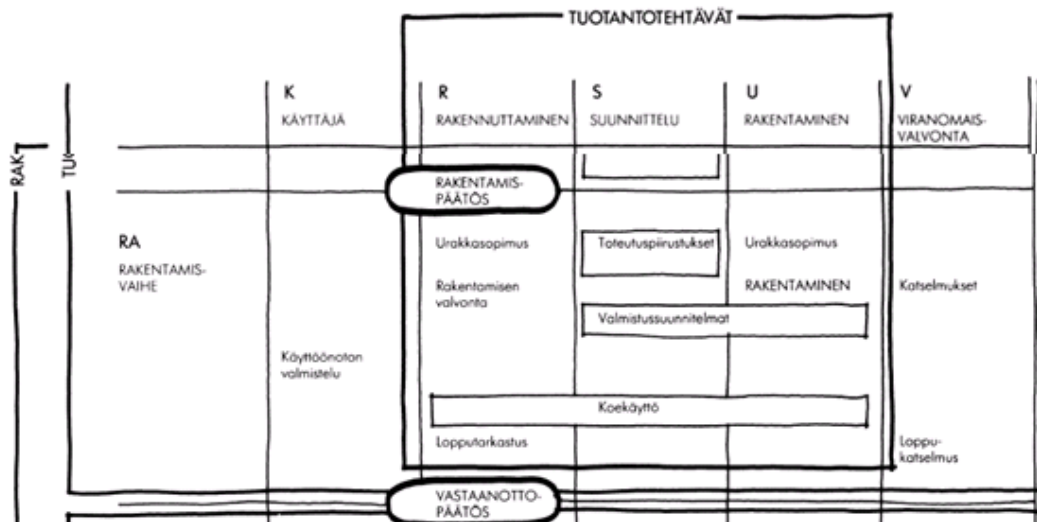 TUOTANTOTEHTÄVÄT
K
R
S
U
V
KÄYTTÄJÄ
RAKENNUTTAMINEN
SUUNNITTELU
RAKENTAMINEN
VIRANOMAIS-
VALVONTA
RAK
TU
RAKENTAMIS-
PÄÄTÖS
RA
RAKENTAMIS-
VAIHE
Urakkasopimus
Toteutuspiirustukset
Urakkasopimus
Rakentamisen
valvonta
RAKENTAMINEN
Katselmukset
Valmistussuunnitelmat
Käyttöönoton
valmistelu
Koekäyttö
Lopputarkastus
Loppu-
katselmus
VASTAANOTTO-
PÄÄTÖS